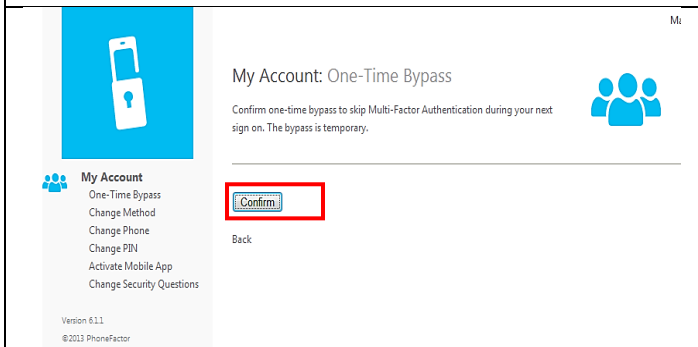 Ma
My Account: One-Time Bypass
Confirm one-time bypass to skip Multi-Factor Authentication during your next
sign on. The bypass is temporary.
Confirm
Back
My Account
One-Time Bypass
Change Method
Change Phone
Change PIN
Activate Mobile App
Change Security Questions
Version 6.1.1
©2013 PhoneFactor